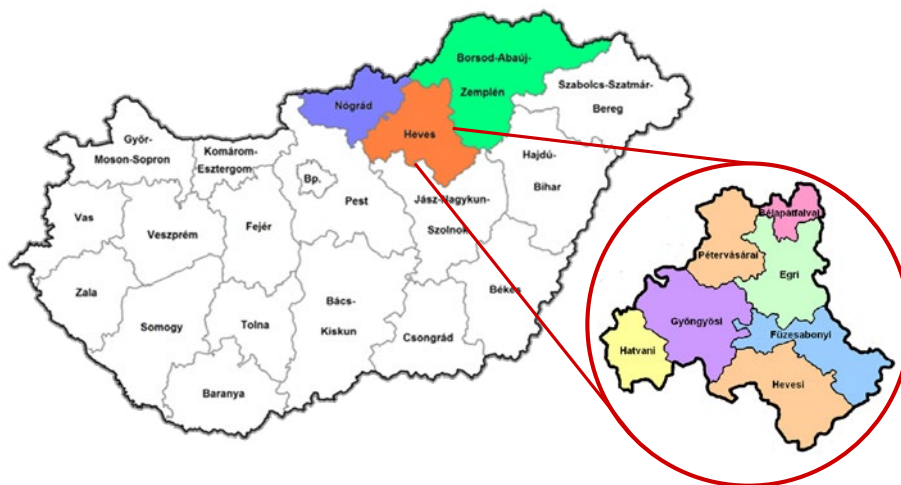 Borsod-Abaúj-
Zemplén
Szabolcs-Szatmár-
Bereg
Nógrád
Heves
Győr-
Moson-Sopron
Komárom-
Esztergom
Bp.
Pest
Hajdú-
Bihar
Jász-Nagykun-
Szolnok
Vas
Veszprém
Fejér
Zala
Somogy
Tolna
Bács-
Kiskun
Békés
Csongrád
Baranya
Bélapátfalvai
Pétervásárai
Egri
Gyöngyösi
Füzesabonyi
Hatvani
Hevesi